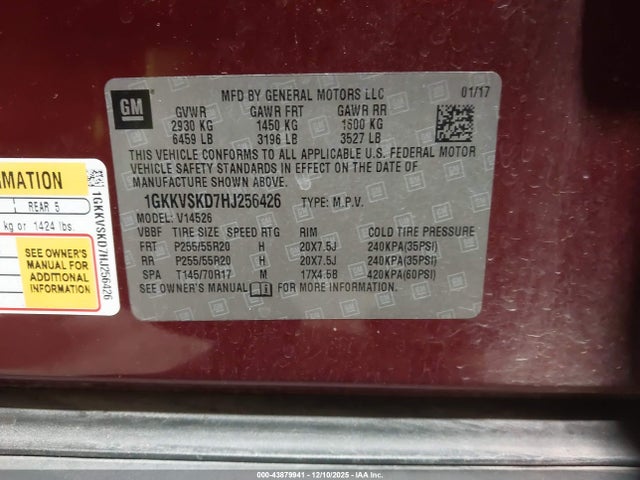 GM
MFD BY GENERAL MOTORS LLC 01/17
GVWR GAWR FRT GAWR RR
2930 KG 1450 KG 1600 KG
6459 LB 3196 LB 3527 LB
THIS VEHICLE CONFORMS TO ALL APPLICABLE U.S. FEDERAL MOTOR
VEHICLE SAFETY STANDARDS IN EFFECT ON THE DATE OF
MANUFACTURE SHOWN ABOVE.
1GKKVSKD7HJ256426 TYPE: M.P.V.
MODEL: V14526
VBBF TIRE SIZE SPEED RTG RIM COLD TIRE PRESSURE
FRT P255/55R20 H 20X7.5J 240KPA(35PSI)
RR P255/55R20 H 20X7.5J 240KPA(35PSI)
SPA T145/70R17 M 17X4.5B 420KPA(60PSI)
SEE OWNER'S MANUAL FOR MORE INFORMATION.
RMATION
REAR 5
kg or 1424 lbs.
SEE OWNER'S
MANUAL FOR
ADDITIONAL
INFORMATION
1GKKVSKD7HJ256426
000-43879941 - 12/10/2025 - IAA Inc.